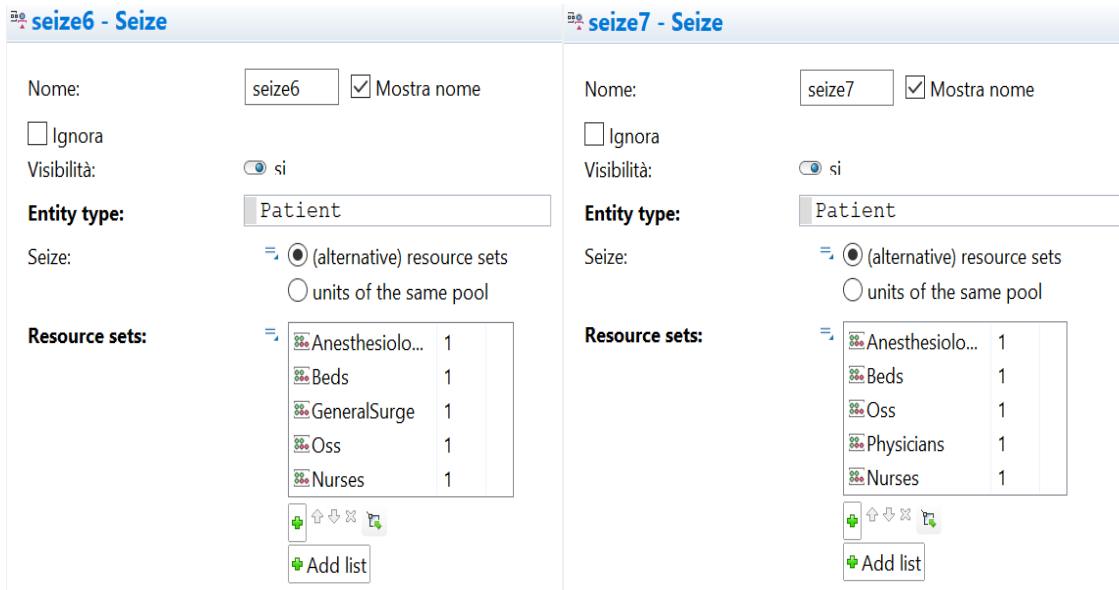 seize6 - Seize
Nome:
seize6
Mostra nome
Ignora
Visibilità:
si
Entity type:
Patient
Seize:
(alternative) resource sets
units of the same pool
Resource sets:
Anesthesiolo... 1
Beds 1
GeneralSurge 1
Oss 1
Nurses 1
Add list
seize7 - Seize
Nome:
seize7
Mostra nome
Ignora
Visibilità:
si
Entity type:
Patient
Seize:
(alternative) resource sets
units of the same pool
Resource sets:
Anesthesiolo... 1
Beds 1
Oss 1
Physicians 1
Nurses 1
Add list